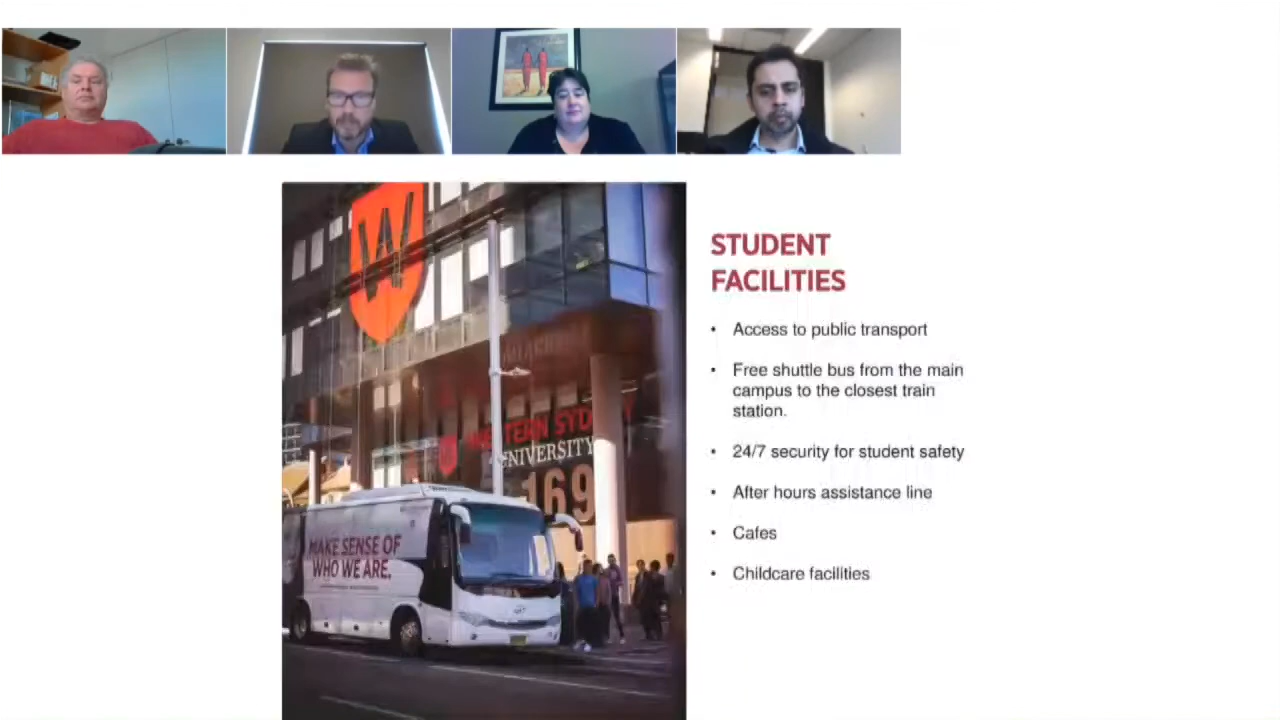 W
WESTERN SYDNEY
UNIVERSITY
169
MAKE SENSE OF
WHO WE ARE.
STUDENT
FACILITIES
• Access to public transport
• Free shuttle bus from the main
campus to the closest train
station.
• 24/7 security for student safety
• After hours assistance line
• Cafes
• Childcare facilities